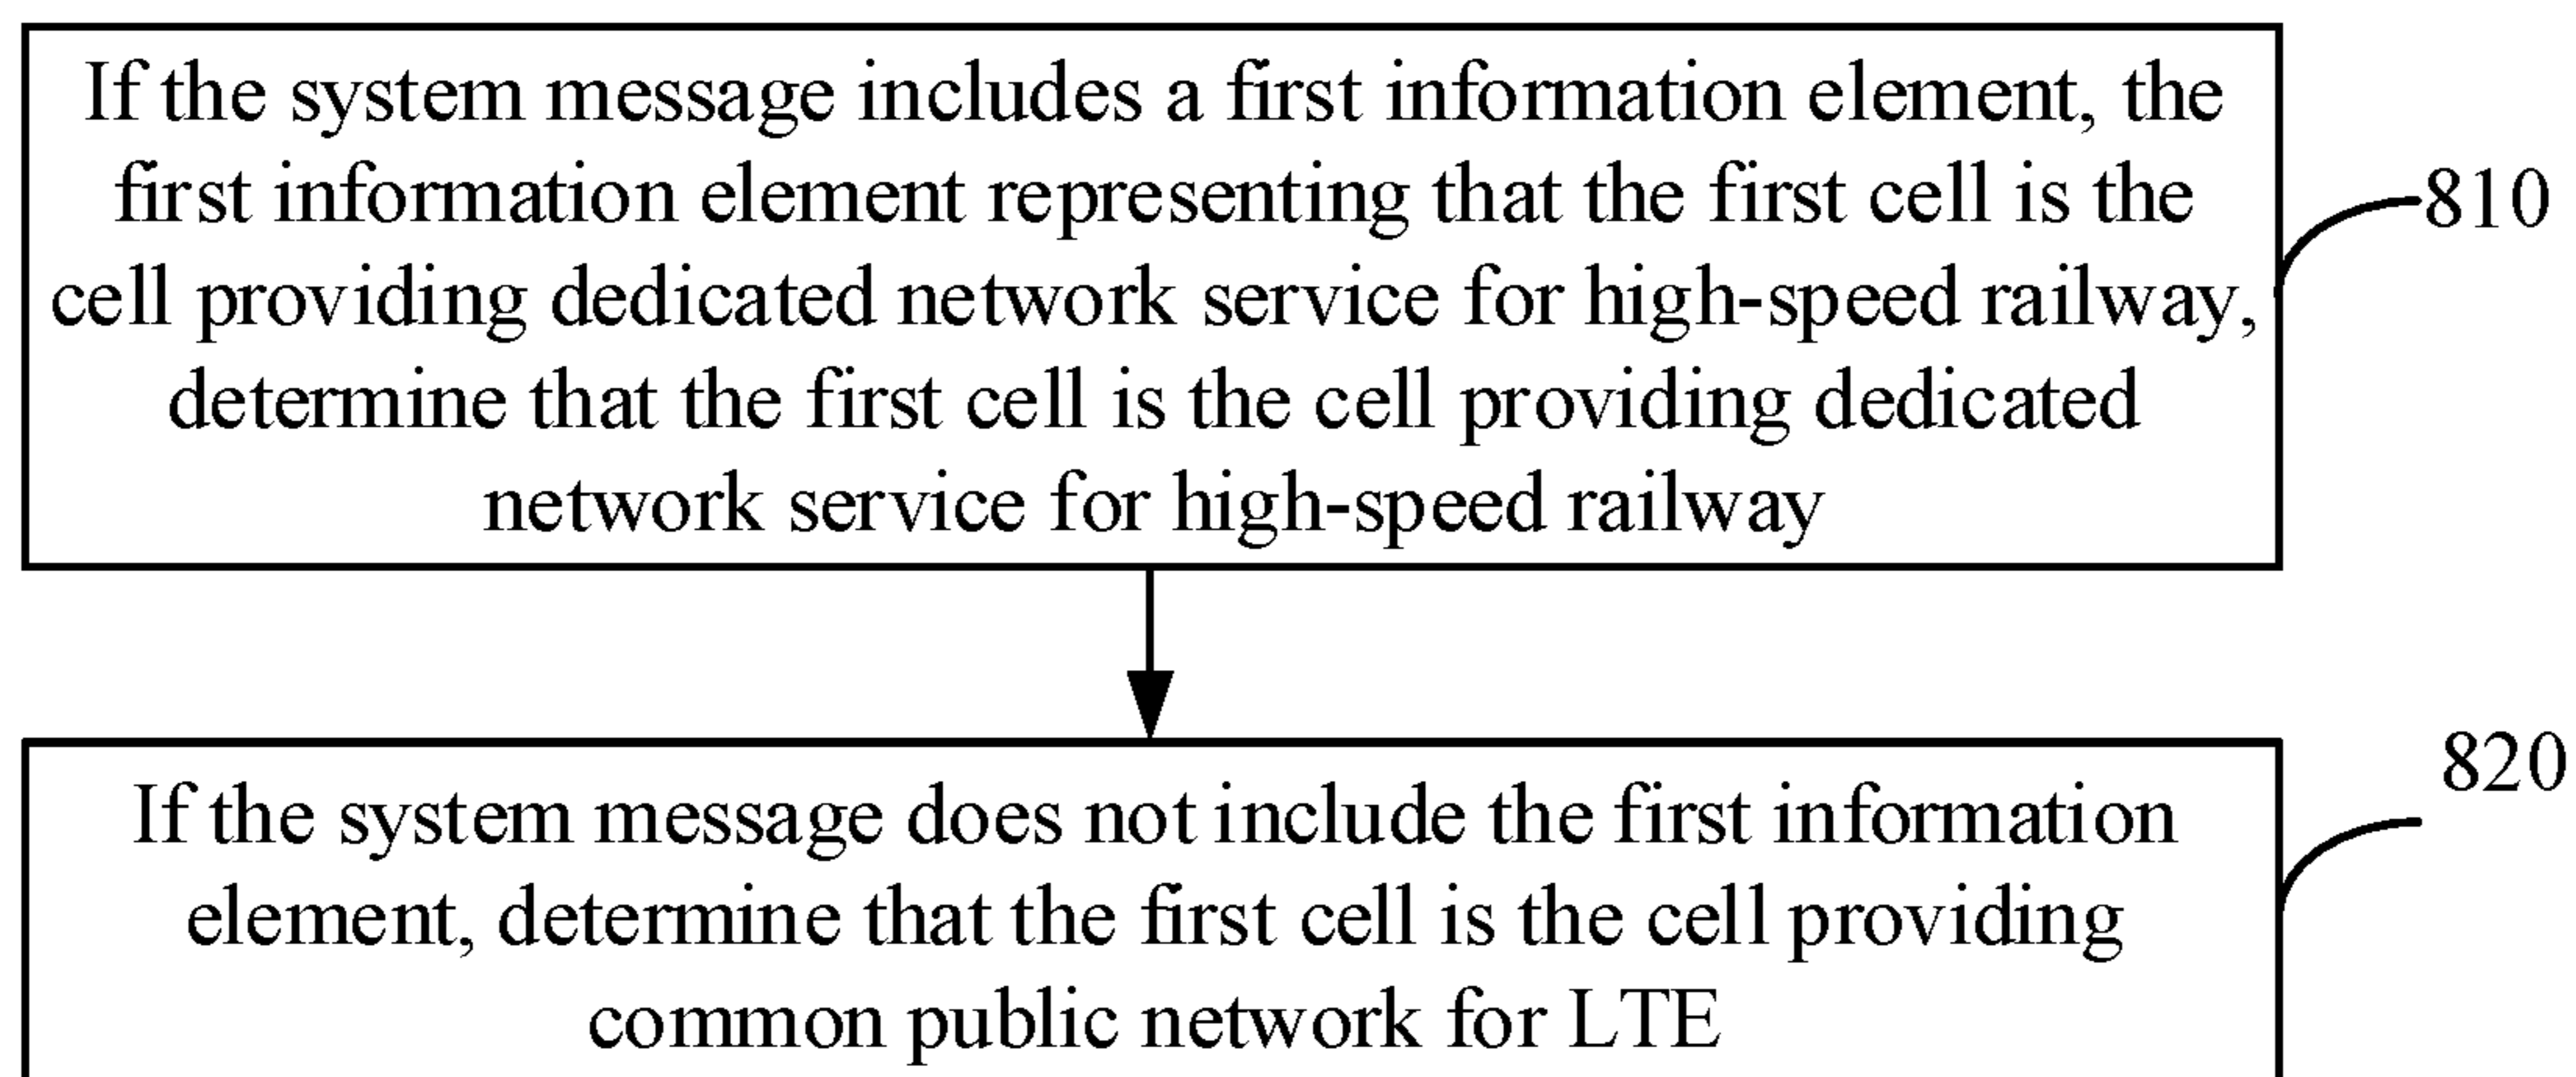 If the system message includes a first information element, the
first information element representing that the first cell is the
cell providing dedicated network service for high-speed railway,
determine that the first cell is the cell providing dedicated
network service for high-speed railway
810
If the system message does not include the first information
element, determine that the first cell is the cell providing
common public network for LTE
820